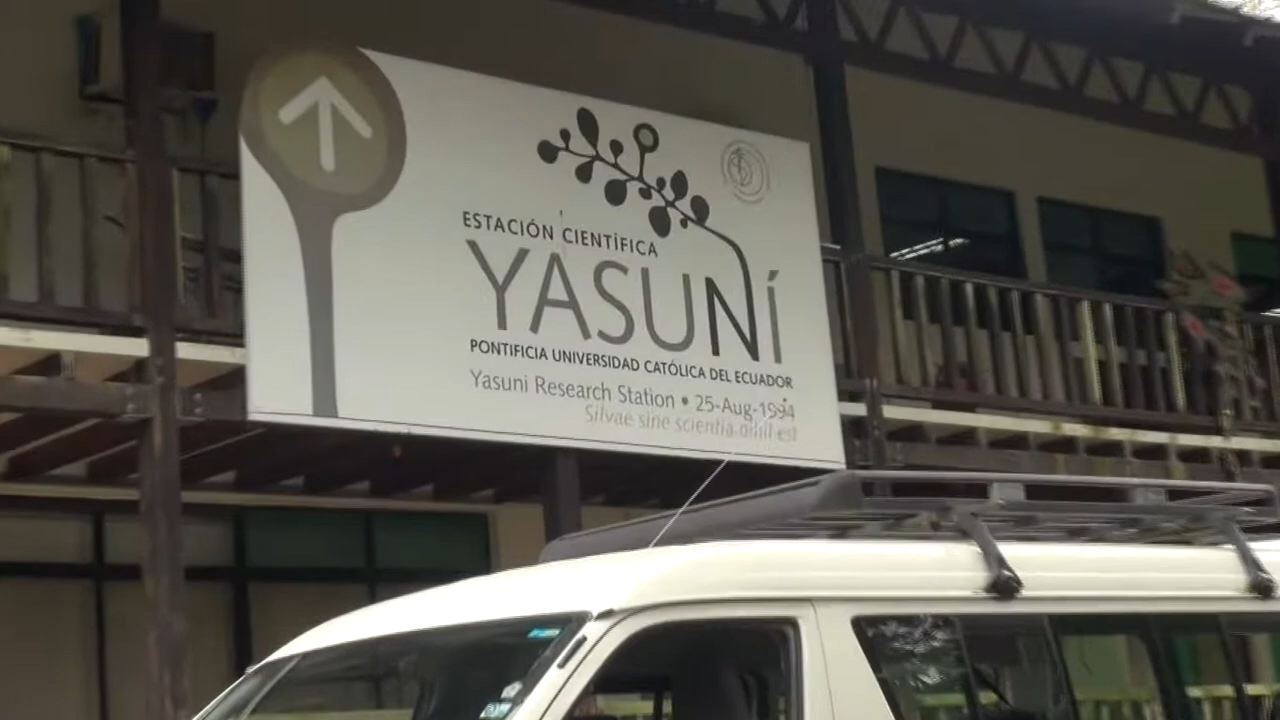 ESTACIÓN CIENTÍFICA
YASUNÍ
PONTIFICIA UNIVERSIDAD CATÓLICA DEL ECUADOR
Yasuni Research Station • 25-Aug-1994
Silvae sine scientia nihil est